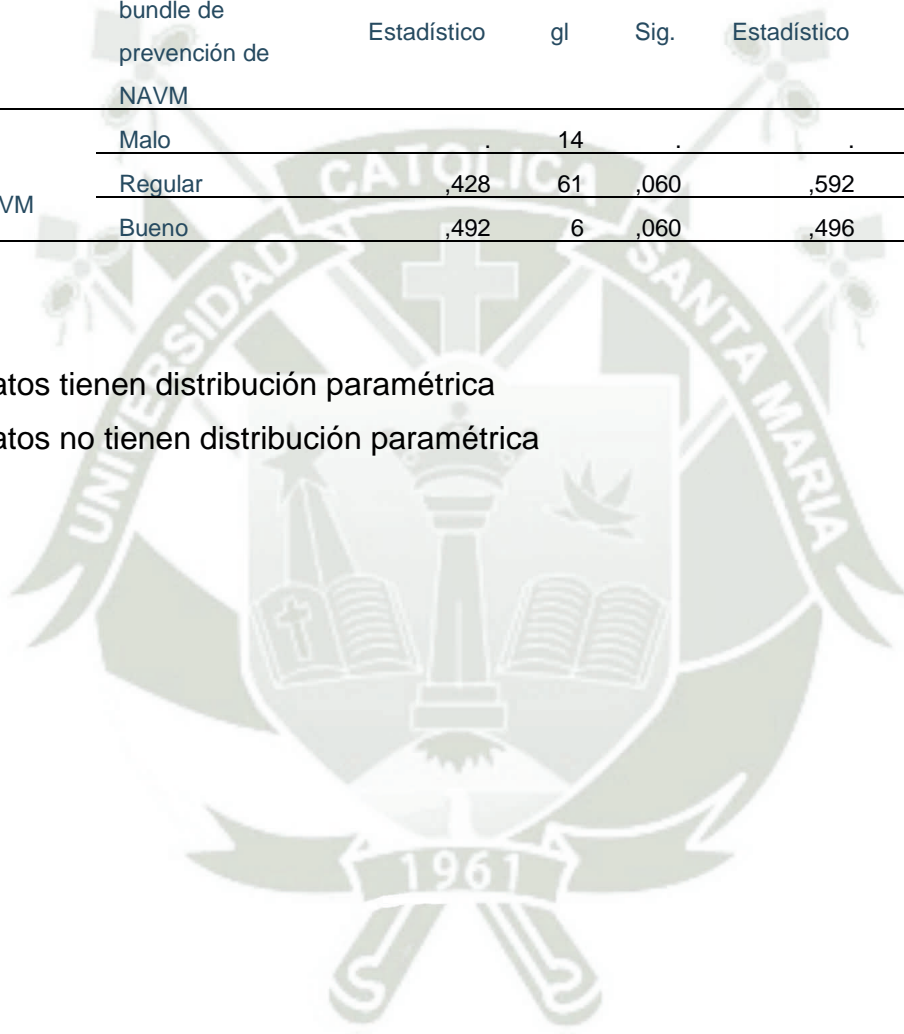 bundle de
prevención de
NAVM
Estadístico gl Sig. Estadístico
Malo . 14 . .
Regular ,428 61 ,060 ,592
VM
Bueno ,492 6 ,060 ,496
atos tienen distribución paramétrica
atos no tienen distribución paramétrica
UNIVERSIDAD CATOLICA SANTA MARIA
1961